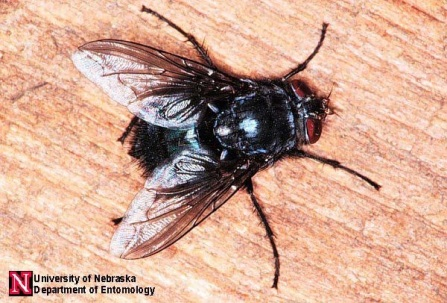 N
University of Nebraska
Department of Entomology